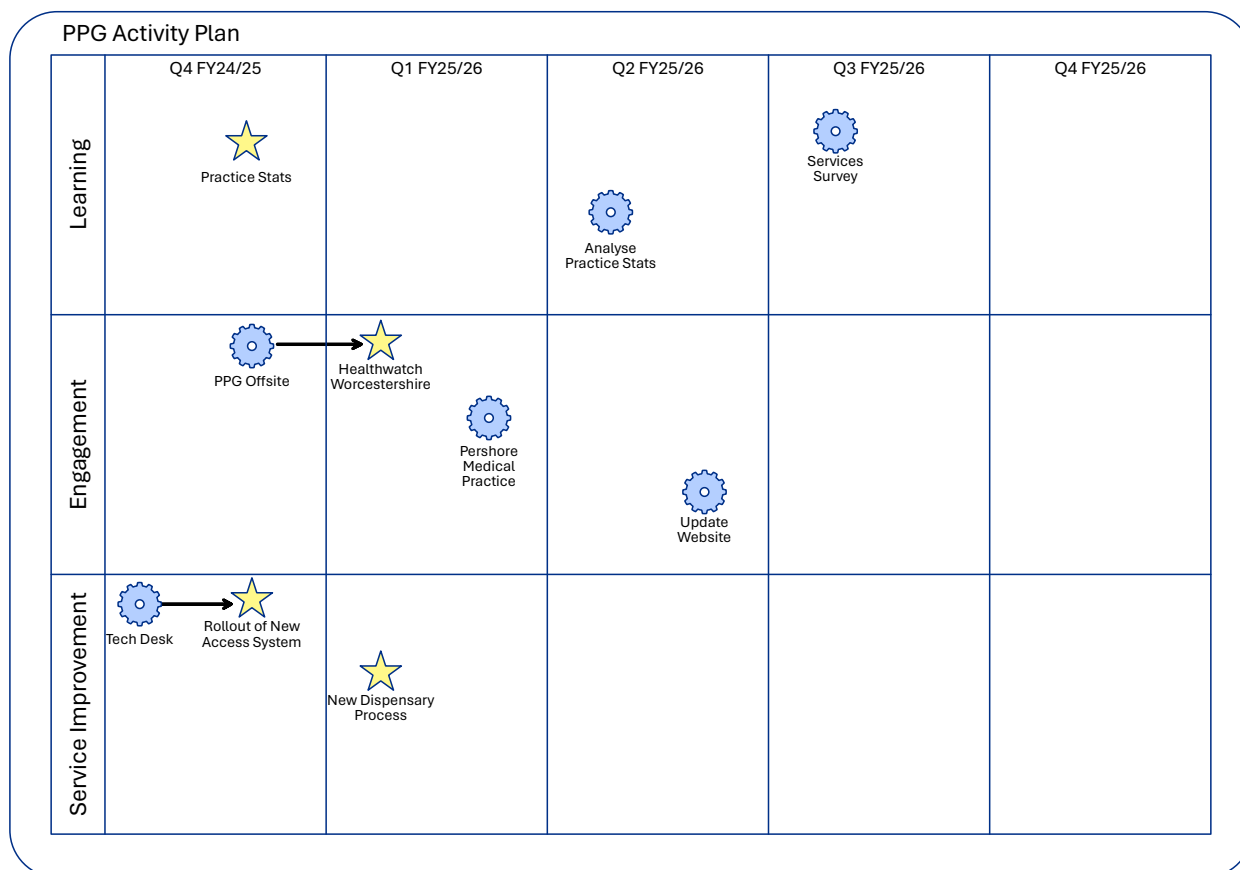 PPG Activity Plan
Q4 FY24/25
Q1 FY25/26
Q2 FY25/26
Q3 FY25/26
Q4 FY25/26
Learning
Practice Stats
Analyse
Practice Stats
Services
Survey
Engagement
PPG Offsite
Healthwatch
Worcestershire
Pershore
Medical
Practice
Update
Website
Service Improvement
Tech Desk
Rollout of New
Access System
New Dispensary
Process